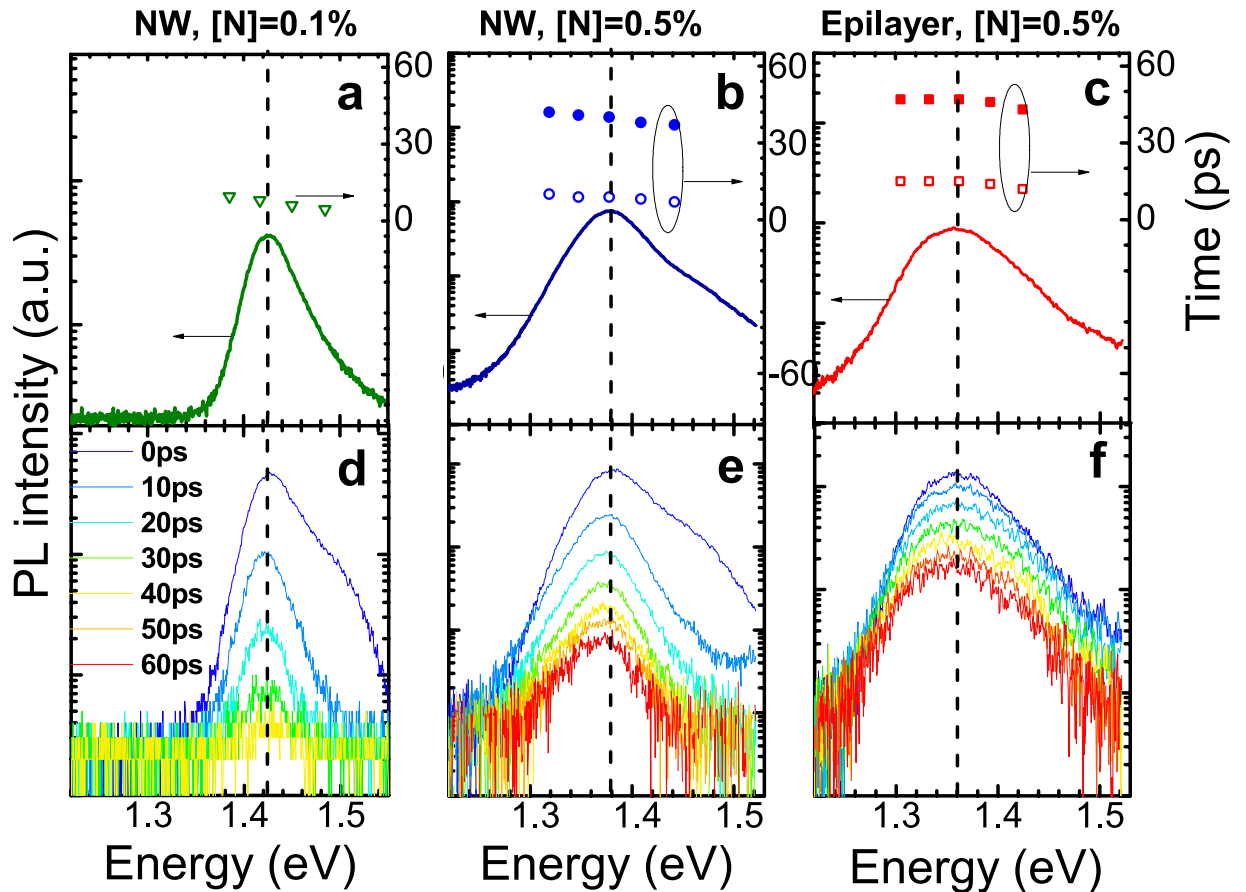 NW, [N]=0.1%
NW, [N]=0.5%
Epilayer, [N]=0.5%
a
b
c
60
30
0
60
30
0
-60
60
30
0
Time (ps)
PL intensity (a.u.)
d
e
f
0ps
10ps
20ps
30ps
40ps
50ps
60ps
1.3 1.4 1.5
1.3 1.4 1.5
1.3 1.4 1.5
Energy (eV)
Energy (eV)
Energy (eV)